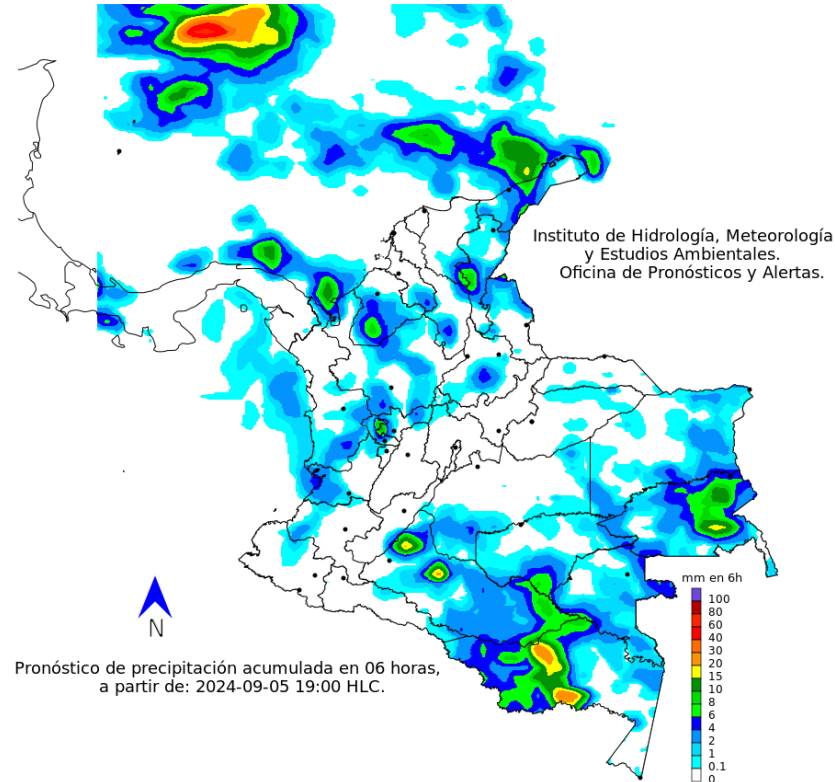 Instituto de Hidrología, Meteorología
y Estudios Ambientales.
Oficina de Pronósticos y Alertas.
mm en 6h
100
80
60
40
30
20
15
10
8
6
4
2
1
0.1
0
N
Pronóstico de precipitación acumulada en 06 horas,
a partir de: 2024-09-05 19:00 HLC.